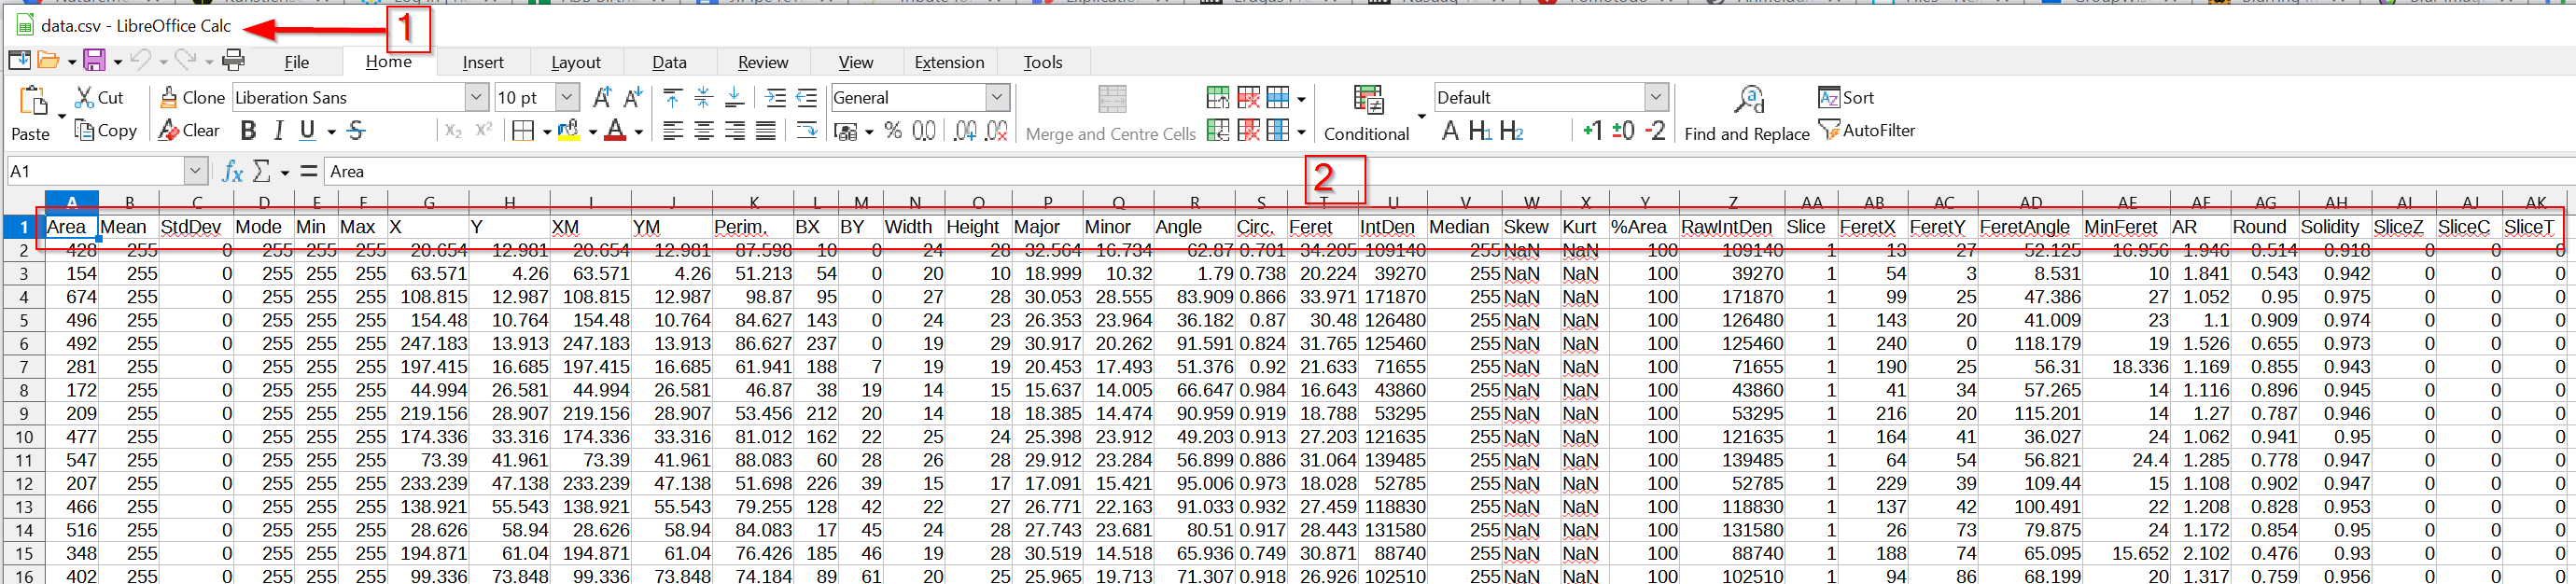 data.csv - LibreOffice Calc
1
File Home Insert Layout Data Review View Extension Tools
Cut Clone Liberation Sans 10 pt General Default Sort
Paste Copy Clear B I U S x₂ x² A % 0,0 .00 .00 Merge and Centre Cells Conditional A H1 H2 +1 ±0 -2 Find and Replace AutoFilter
A1 fx Σ = Area
2
A B C D E F G H I J K L M N O P Q R S T U V W X Y Z AA AB AC AD AE AF AG AH AI AJ AK
1 Area Mean StdDev Mode Min Max X Y XM YM Perim. BX BY Width Height Major Minor Angle Circ. Feret IntDen Median Skew Kurt %Area RawIntDen Slice FeretX FeretY FeretAngle MinFeret AR Round Solidity SliceZ SliceC SliceT
2 428 255 0 255 255 255 20.654 12.981 20.654 12.981 87.598 10 0 24 28 32.564 16.734 62.87 0.701 34.205 109140 255 NaN NaN 100 109140 1 13 27 52.125 16.956 1.946 0.514 0.918 0 0 0
3 154 255 0 255 255 255 63.571 4.26 63.571 4.26 51.213 54 0 20 10 18.999 10.32 1.79 0.738 20.224 39270 255 NaN NaN 100 39270 1 54 3 8.531 10 1.841 0.543 0.942 0 0 0
4 674 255 0 255 255 255 108.815 12.987 108.815 12.987 98.87 95 0 27 28 30.053 28.555 83.909 0.866 33.971 171870 255 NaN NaN 100 171870 1 99 25 47.386 27 1.052 0.95 0.975 0 0 0
5 496 255 0 255 255 255 154.48 10.764 154.48 10.764 84.627 143 0 24 23 26.353 23.964 36.182 0.87 30.48 126480 255 NaN NaN 100 126480 1 143 20 41.009 23 1.1 0.909 0.974 0 0 0
6 492 255 0 255 255 255 247.183 13.913 247.183 13.913 86.627 237 0 19 29 30.917 20.262 91.591 0.824 31.765 125460 255 NaN NaN 100 125460 1 240 0 118.179 19 1.526 0.655 0.973 0 0 0
7 281 255 0 255 255 255 197.415 16.685 197.415 16.685 61.941 188 7 19 19 20.453 17.493 51.376 0.92 21.633 71655 255 NaN NaN 100 71655 1 190 25 56.31 18.336 1.169 0.855 0.943 0 0 0
8 172 255 0 255 255 255 44.994 26.581 44.994 26.581 46.87 38 19 14 15 15.637 14.005 66.647 0.984 16.643 43860 255 NaN NaN 100 43860 1 41 34 57.265 14 1.116 0.896 0.945 0 0 0
9 209 255 0 255 255 255 219.156 28.907 219.156 28.907 53.456 212 20 14 18 18.385 14.474 90.959 0.919 18.788 53295 255 NaN NaN 100 53295 1 216 20 115.201 14 1.27 0.787 0.946 0 0 0
10 477 255 0 255 255 255 174.336 33.316 174.336 33.316 81.012 162 22 25 24 25.398 23.912 49.203 0.913 27.203 121635 255 NaN NaN 100 121635 1 164 41 36.027 24 1.062 0.941 0.95 0 0 0
11 547 255 0 255 255 255 73.39 41.961 73.39 41.961 88.083 60 28 26 28 29.912 23.284 56.899 0.886 31.064 139485 255 NaN NaN 100 139485 1 64 54 56.821 24.4 1.285 0.778 0.947 0 0 0
12 207 255 0 255 255 255 233.239 47.138 233.239 47.138 51.698 226 39 15 17 17.091 15.421 95.006 0.973 18.028 52785 255 NaN NaN 100 52785 1 229 39 109.44 15 1.108 0.902 0.947 0 0 0
13 466 255 0 255 255 255 138.921 55.543 138.921 55.543 79.255 128 42 22 27 26.771 22.163 91.033 0.932 27.459 118830 255 NaN NaN 100 118830 1 137 42 100.491 22 1.208 0.828 0.953 0 0 0
14 516 255 0 255 255 255 28.626 58.94 28.626 58.94 84.083 17 45 24 28 27.743 23.681 80.51 0.917 28.443 131580 255 NaN NaN 100 131580 1 26 73 79.875 24 1.172 0.854 0.95 0 0 0
15 348 255 0 255 255 255 194.871 61.04 194.871 61.04 76.426 185 46 19 28 30.519 14.518 65.936 0.749 30.871 88740 255 NaN NaN 100 88740 1 188 74 65.095 15.652 2.102 0.476 0.93 0 0 0
16 402 255 0 255 255 255 99.336 73.848 99.336 73.848 74.184 89 61 20 25 25.965 19.713 71.307 0.918 26.926 102510 255 NaN NaN 100 102510 1 94 86 68.199 20 1.317 0.759 0.956 0 0 0